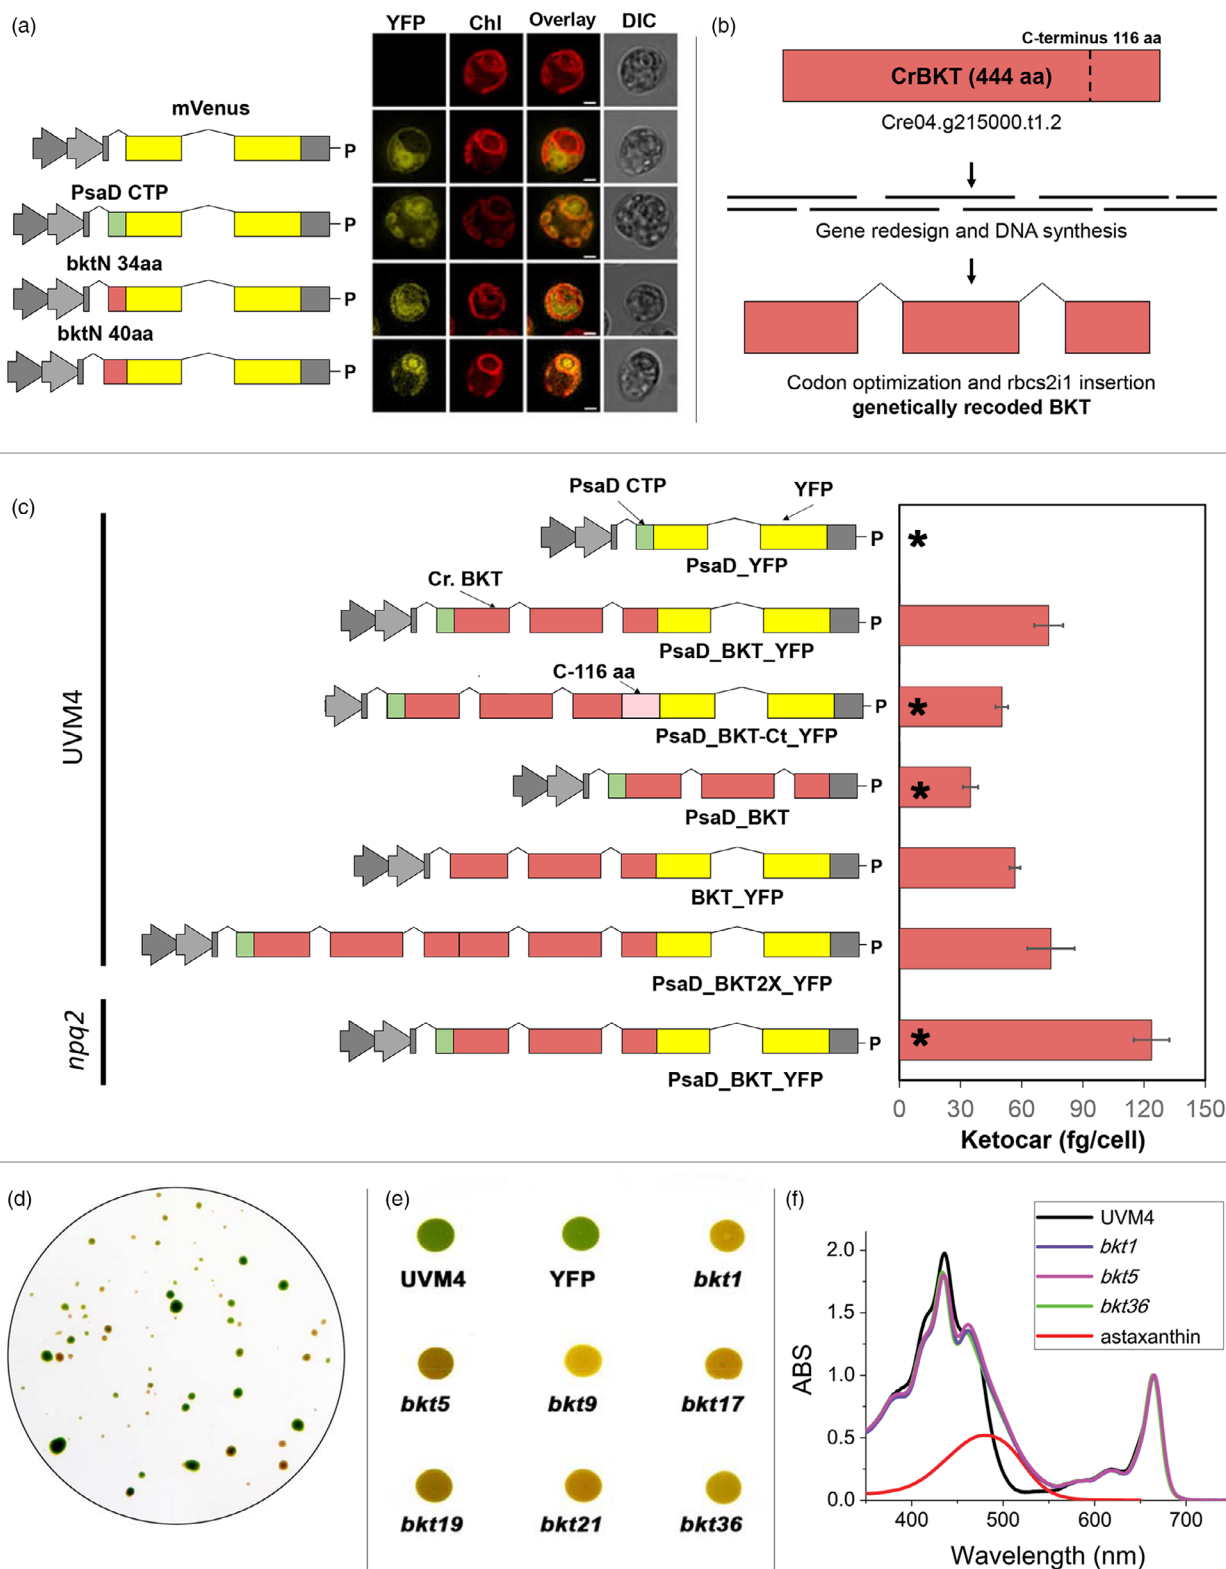 (a)
YFP Chl Overlay DIC
mVenus
P
PsaD CTP
P
bktN 34aa
P
bktN 40aa
P
(b)
C-terminus 116 aa
CrBKT (444 aa)
Cre04.g215000.t1.2
Gene redesign and DNA synthesis
Codon optimization and rbcs2i1 insertion
genetically recoded BKT
(c)
UVM4
npq2
PsaD CTP
YFP
P
PsaD_YFP
*
Cr. BKT
P
PsaD_BKT_YFP
C-116 aa
P
PsaD_BKT-Ct_YFP
*
P
PsaD_BKT
*
P
BKT_YFP
P
PsaD_BKT2X_YFP
P
PsaD_BKT_YFP
*
0 30 60 90 120 150
Ketocar (fg/cell)
(d)
(e)
UVM4 YFP bkt1
bkt5 bkt9 bkt17
bkt19 bkt21 bkt36
(f)
UVM4
bkt1
bkt5
bkt36
astaxanthin
2.0
1.5
1.0
0.5
0.0
ABS
400 500 600 700
Wavelength (nm)